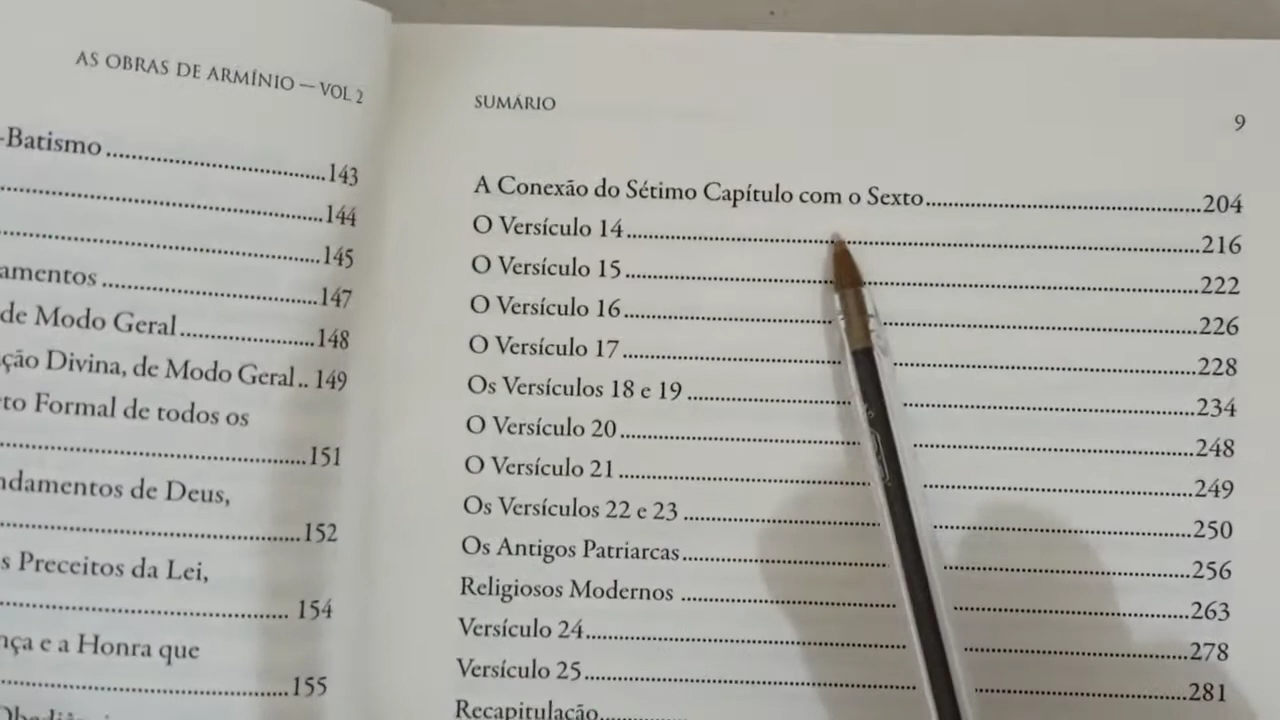 AS OBRAS DE ARMÍNIO — VOL 2
-Batismo ........ 143
........ 144
........ 145
amentos ........ 147
de Modo Geral ........ 148
ção Divina, de Modo Geral .. 149
to Formal de todos os
........ 151
ndamentos de Deus,
........ 152
s Preceitos da Lei,
........ 154
nça e a Honra que
........ 155
SUMÁRIO 9
A Conexão do Sétimo Capítulo com o Sexto ........ 204
O Versículo 14 ........ 216
O Versículo 15 ........ 222
O Versículo 16 ........ 226
O Versículo 17 ........ 228
Os Versículos 18 e 19 ........ 234
O Versículo 20 ........ 248
O Versículo 21 ........ 249
Os Versículos 22 e 23 ........ 250
Os Antigos Patriarcas ........ 256
Religiosos Modernos ........ 263
Versículo 24 ........ 278
Versículo 25 ........ 281
Recapitulação ........